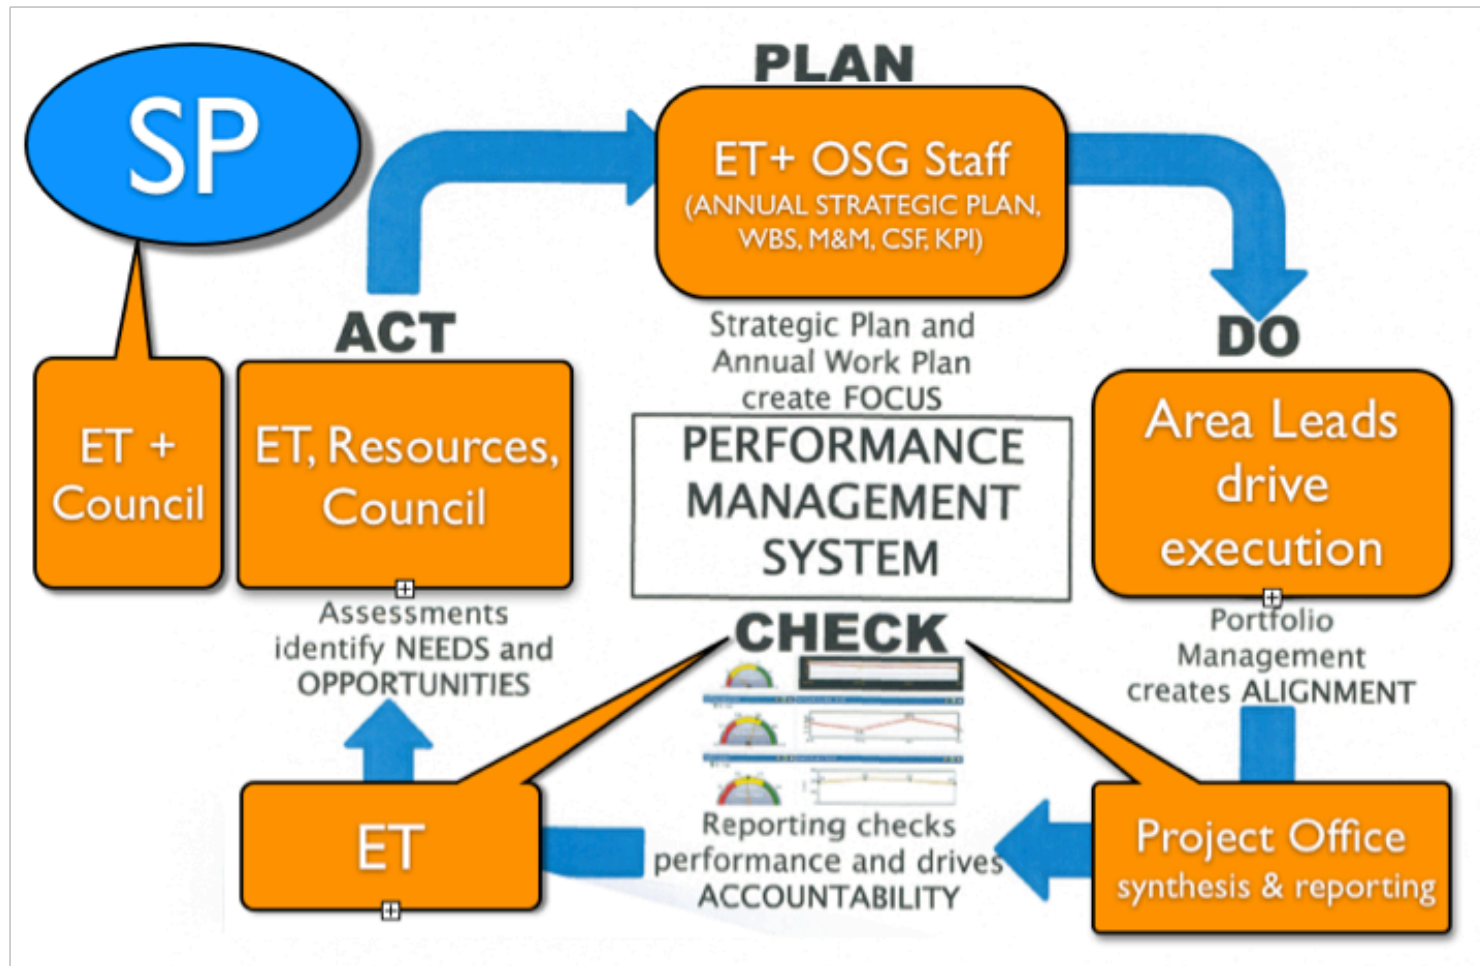 SP
PLAN
ET+ OSG Staff
(ANNUAL STRATEGIC PLAN,
WBS, M&M, CSF, KPI)
Strategic Plan and
Annual Work Plan
create FOCUS
ACT
DO
ET +
Council
ET, Resources,
Council
PERFORMANCE
MANAGEMENT
SYSTEM
Area Leads
drive
execution
Assessments
identify NEEDS and
OPPORTUNITIES
CHECK
Portfolio
Management
creates ALIGNMENT
ET
Reporting checks
performance and drives
ACCOUNTABILITY
Project Office
synthesis & reporting